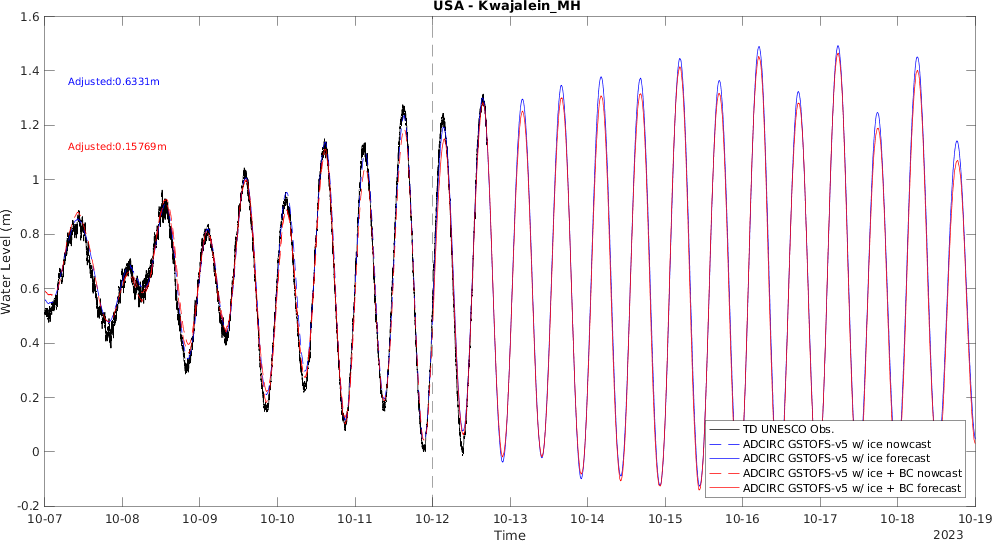 USA - Kwajalein_MH
1.6
1.4
1.2
1
0.8
0.6
0.4
0.2
0
-0.2
Water Level (m)
Adjusted:0.6331m
Adjusted:0.15769m
TD UNESCO Obs.
ADCIRC GSTOFS-v5 w/ ice nowcast
ADCIRC GSTOFS-v5 w/ ice forecast
ADCIRC GSTOFS-v5 w/ ice + BC nowcast
ADCIRC GSTOFS-v5 w/ ice + BC forecast
10-07 10-08 10-09 10-10 10-11 10-12 10-13 10-14 10-15 10-16 10-17 10-18 10-19
Time
2023